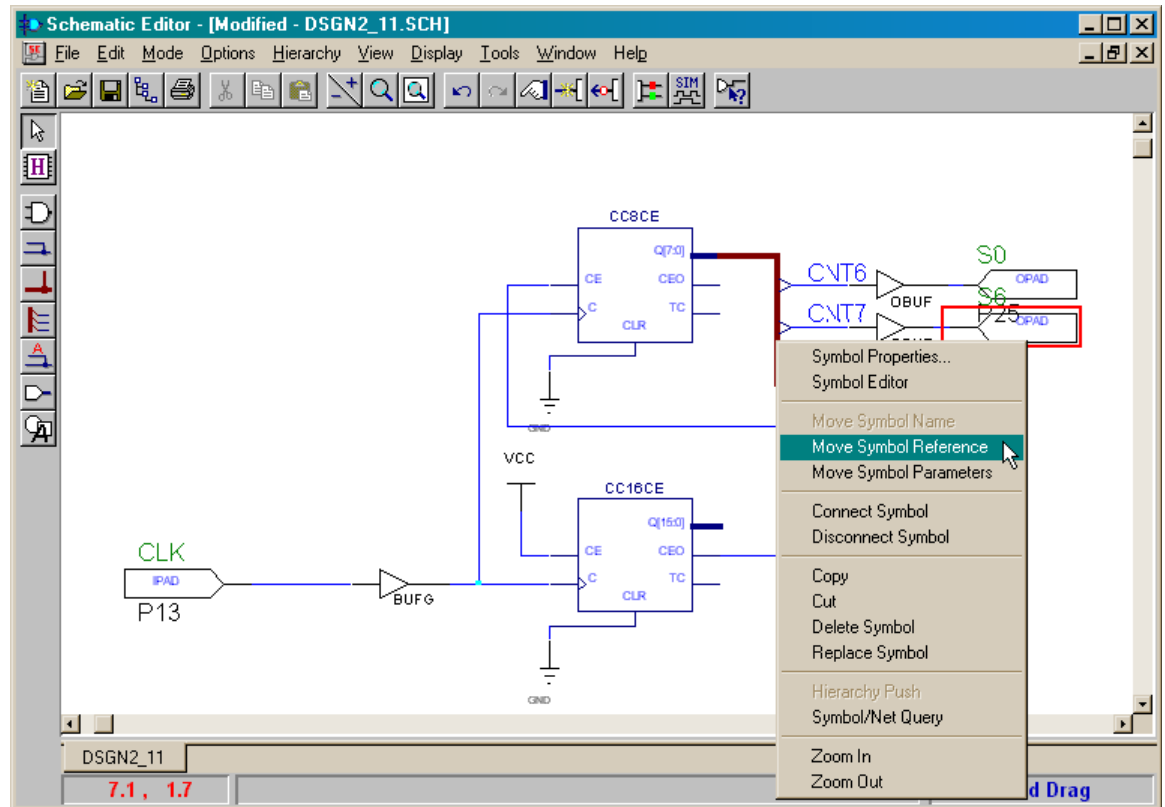 Schematic Editor - [Modified - DSGN2_11.SCH]
File Edit Mode Options Hierarchy View Display Tools Window Help
SIM
H
A
CC8CE
Q[7:0]
CE CEO
C TC
CLR
GND
CNT6 OBUF S0 OPAD
CNT7 S6 P25 OPAD
VCC
CC16CE
Q[15:0]
CE CEO
C TC
CLR
GND
CLK
IPAD
P13
BUFG
Symbol Properties...
Symbol Editor
Move Symbol Name
Move Symbol Reference
Move Symbol Parameters
Connect Symbol
Disconnect Symbol
Copy
Cut
Delete Symbol
Replace Symbol
Hierarchy Push
Symbol/Net Query
Zoom In
Zoom Out
DSGN2_11
7.1 , 1.7
d Drag